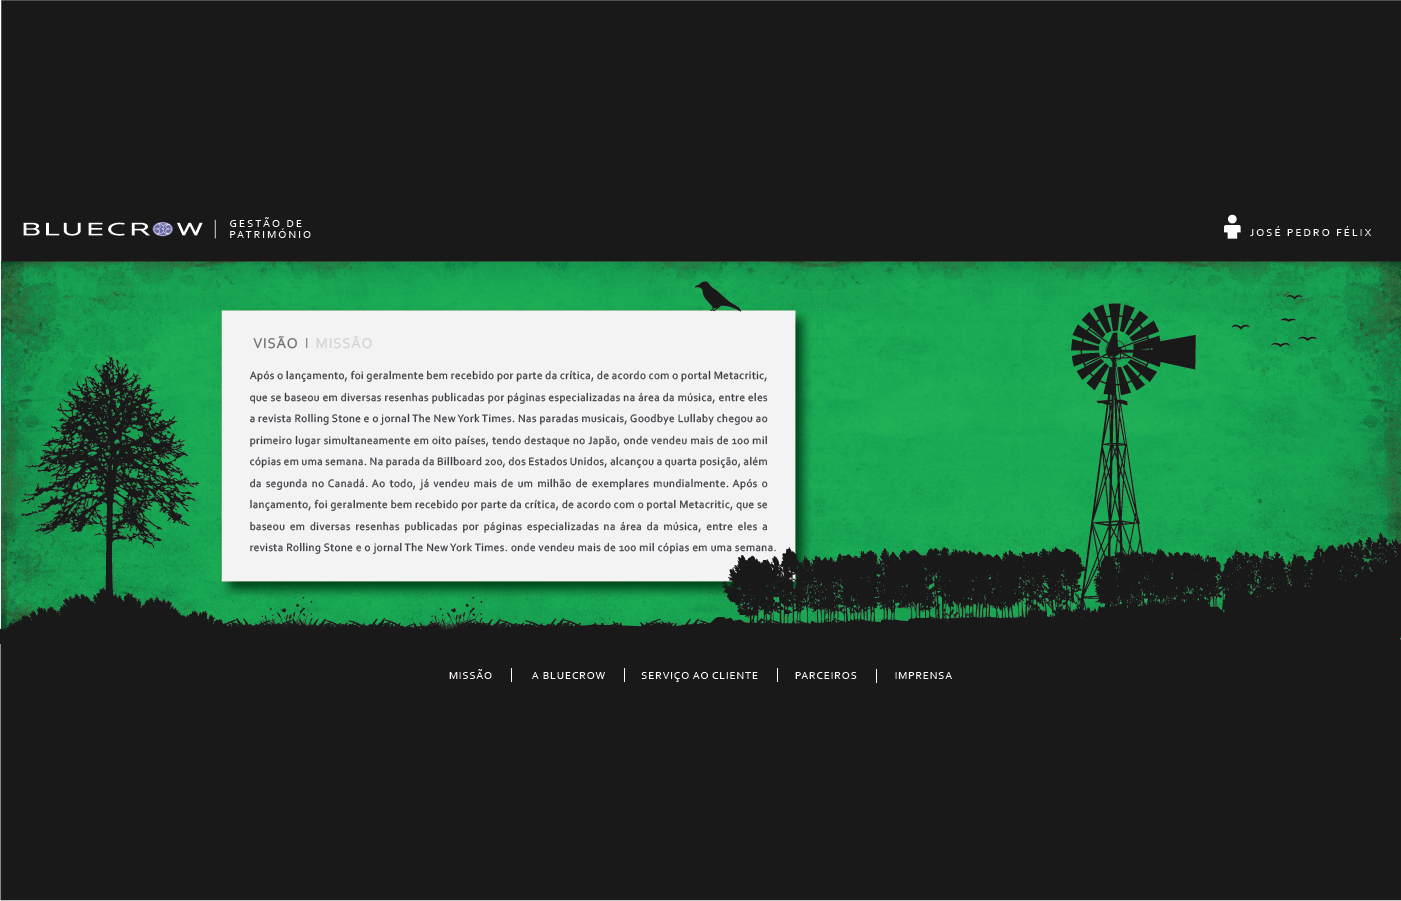 BLUECROW
GESTÃO DE
PATRIMÓNIO
JOSÉ PEDRO FÉLIX
VISÃO | MISSÃO
Após o lançamento, foi geralmente bem recebido por parte da crítica, de acordo com o portal Metacritic,
que se baseou em diversas resenhas publicadas por páginas especializadas na área da música, entre eles
a revista Rolling Stone e o jornal The New York Times. Nas paradas musicais, Goodbye Lullaby chegou ao
primeiro lugar simultaneamente em oito países, tendo destaque no Japão, onde vendeu mais de 100 mil
cópias em uma semana. Na parada da Billboard 200, dos Estados Unidos, alcançou a quarta posição, além
da segunda no Canadá. Ao todo, já vendeu mais de um milhão de exemplares mundialmente. Após o
lançamento, foi geralmente bem recebido por parte da crítica, de acordo com o portal Metacritic, que se
baseou em diversas resenhas publicadas por páginas especializadas na área da música, entre eles a
revista Rolling Stone e o jornal The New York Times. onde vendeu mais de 100 mil cópias em uma semana.
MISSÃO | A BLUECROW | SERVIÇO AO CLIENTE | PARCEIROS | IMPRENSA